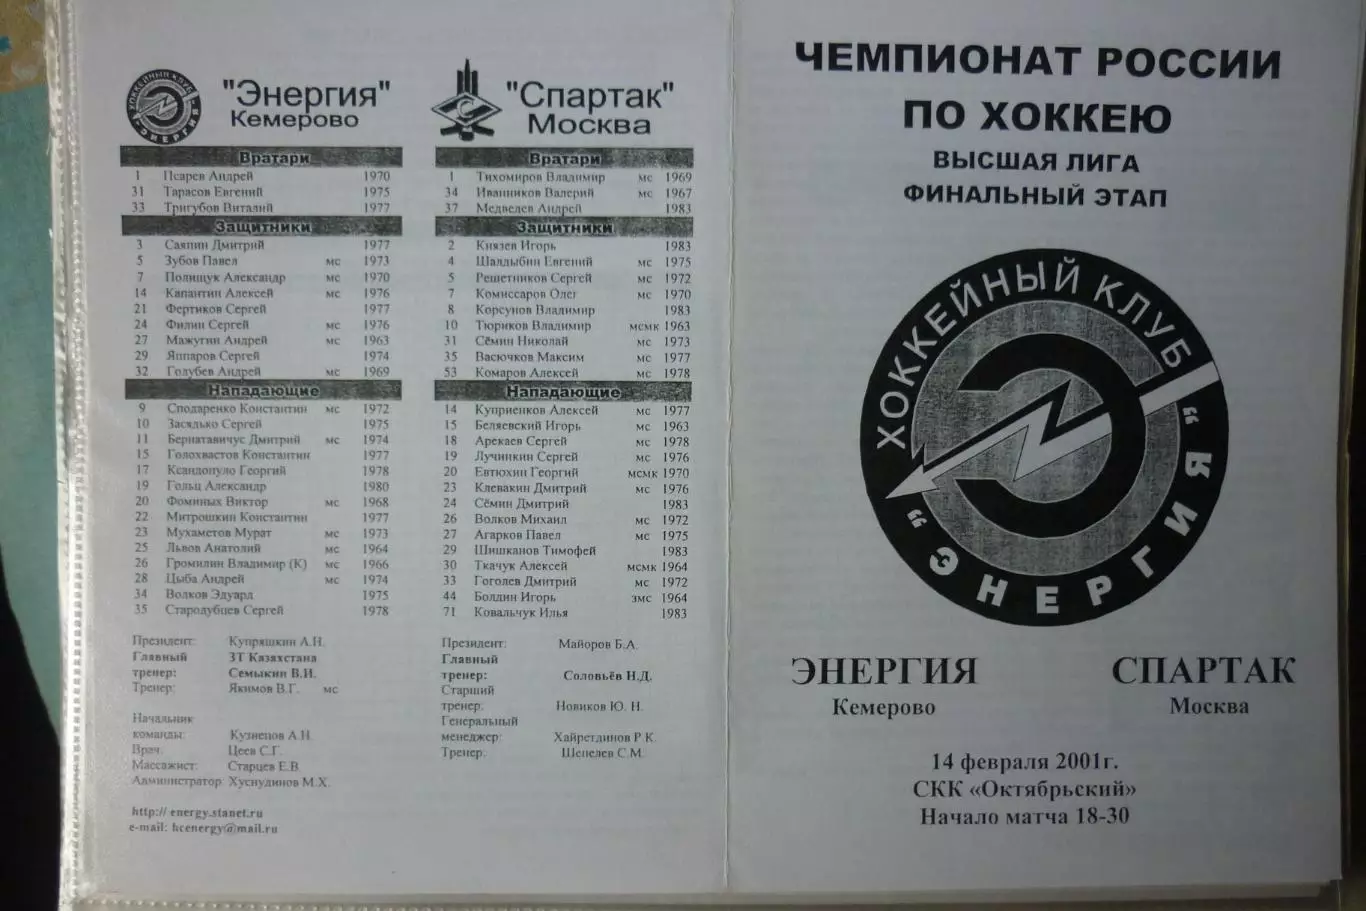 "Энергия"
Кемерово
Вратари
1 Псарев Андрей 1970
31 Тарасов Евгений 1975
33 Тригубов Виталий 1977
Защитники
3 Саяпин Дмитрий 1977
5 Зубов Павел мс 1973
7 Полищук Александр мс 1970
14 Капантин Алексей мс 1976
21 Фертиков Сергей 1977
24 Филин Сергей мс 1976
27 Мажугин Андрей мс 1963
29 Яппаров Сергей 1974
32 Голубев Андрей мс 1969
Нападающие
9 Сподаренко Константин мс 1972
10 Засялько Сергей 1975
11 Бернатавичус Дмитрий мс 1974
15 Голохвастов Константин 1977
17 Ксандопуло Георгий 1978
19 Гольц Александр 1980
20 Фоминых Виктор мс 1968
22 Митрошкин Константин 1977
23 Мухаметов Мурат мс 1973
25 Львов Анатолий мс 1964
26 Громилин Владимир (К) мс 1966
28 Цыба Андрей мс 1974
34 Волков Эдуард 1975
35 Стародубцев Сергей 1978
Президент: Купряшкин А.Н.
Главный ЗТ Казахстана
тренер: Семыкин В.И.
Тренер: Якимов В.Г. мс
Начальник
команды: Кузнецов А.Н.
Врач: Цеев С.Г.
Массажист: Старцев Е.В.
Администратор: Хуснудинов М.Х.
http:// energy.stanet.ru
e-mail: hcenergy@mail.ru
"Спартак"
Москва
Вратари
1 Тихомиров Владимир мс 1969
34 Иванников Валерий мс 1967
37 Медведев Андрей 1983
Защитники
2 Князев Игорь 1983
4 Шалдыбин Евгений мс 1975
5 Решетников Сергей мс 1972
7 Комиссаров Олег мс 1970
8 Корсунов Владимир 1983
10 Тюриков Владимир мсмк 1963
31 Сёмин Николай мс 1973
35 Васючков Максим мс 1977
53 Комаров Алексей мс 1978
Нападающие
14 Куприенков Алексей мс 1977
15 Беляевский Игорь мс 1963
18 Арекаев Сергей мс 1978
19 Лучинкин Сергей мс 1976
20 Евтюхин Георгий мсмк 1970
23 Клевакин Дмитрий мс 1976
24 Сёмин Дмитрий 1983
26 Волков Михаил мс 1972
27 Агарков Павел мс 1975
29 Шишканов Тимофей 1983
30 Ткачук Алексей мсмк 1964
33 Гоголев Дмитрий мс 1972
44 Болдин Игорь змс 1964
71 Ковальчук Илья 1983
Президент: Майоров Б.А.
Главный
тренер: Соловьёв Н.Д.
Старший
тренер: Новиков Ю. Н.
Генеральный
менеджер: Хайретдинов Р.К.
Тренер: Шепелев С.М.
ЧЕМПИОНАТ РОССИИ
ПО ХОККЕЮ
ВЫСШАЯ ЛИГА
ФИНАЛЬНЫЙ ЭТАП
ХОККЕЙНЫЙ КЛУБ
"ЭНЕРГИЯ"
ЭНЕРГИЯ СПАРТАК
Кемерово Москва
14 февраля 2001г.
СКК «Октябрьский»
Начало матча 18-30